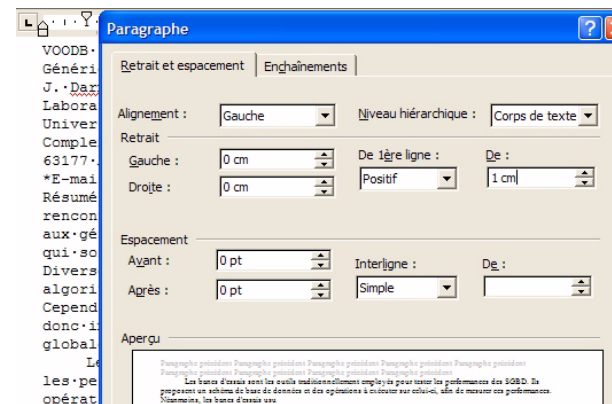 Paragraphe
Retrait et espacement
Enchaînements
Alignement :
Gauche
Niveau hiérarchique :
Corps de texte
Retrait
Gauche :
0 cm
De 1ère ligne :
De :
Droite :
0 cm
Positif
1 cm
Espacement
Avant :
0 pt
Interligne :
De :
Après :
0 pt
Simple
Aperçu
Paragraphe précédent Paragraphe précédent Paragraphe précédent Paragraphe précédent Paragraphe précédent
Paragraphe précédent Paragraphe précédent Paragraphe précédent
Les bancs d'essais sont les outils traditionnellement employés pour tester les performances des SGBD. Ils
proposent un schéma de base de données et des opérations à exécuter sur celui-ci, afin de mesurer ces performances.
Néanmoins, les bancs d'essais usu
VOODB·
Généri
J.·Dar
Labora
Univer
Comple
63177·
*E-mai
Résumé
rencon
aux·gé
qui·so
Divers
algori
Cepend
donc·i
global
Le
les·pe
opérat